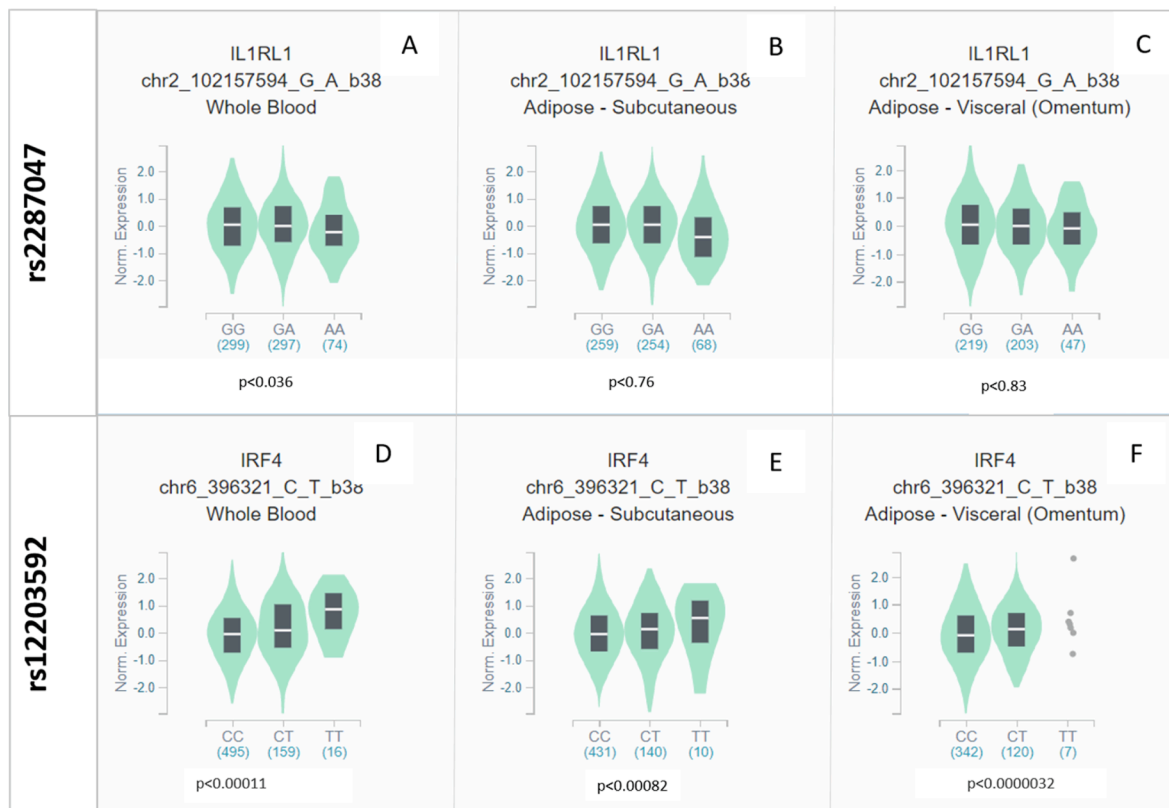 rs2287047
A
IL1RL1
chr2_102157594_G_A_b38
Whole Blood
Norm. Expression
2.0
1.0
0.0
-1.0
-2.0
GG GA AA
(299) (297) (74)
p<0.036
B
IL1RL1
chr2_102157594_G_A_b38
Adipose - Subcutaneous
Norm. Expression
2.0
1.0
0.0
-1.0
-2.0
GG GA AA
(259) (254) (68)
p<0.76
C
IL1RL1
chr2_102157594_G_A_b38
Adipose - Visceral (Omentum)
Norm. Expression
2.0
1.0
0.0
-1.0
-2.0
GG GA AA
(219) (203) (47)
p<0.83
rs12203592
D
IRF4
chr6_396321_C_T_b38
Whole Blood
Norm. Expression
2.0
1.0
0.0
-1.0
-2.0
CC CT TT
(495) (159) (16)
p<0.00011
E
IRF4
chr6_396321_C_T_b38
Adipose - Subcutaneous
Norm. Expression
2.0
1.0
0.0
-1.0
-2.0
CC CT TT
(431) (140) (10)
p<0.00082
F
IRF4
chr6_396321_C_T_b38
Adipose - Visceral (Omentum)
Norm. Expression
2.0
1.0
0.0
-1.0
-2.0
CC CT TT
(342) (120) (7)
p<0.0000032